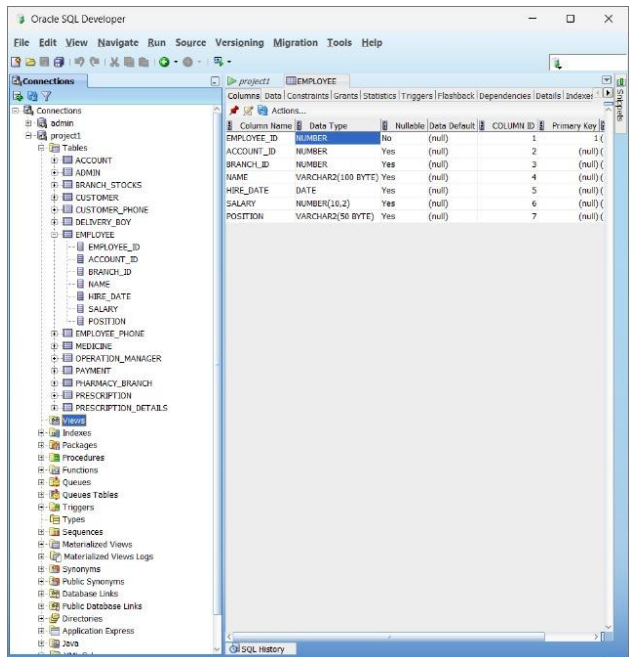 Oracle SQL Developer
File Edit View Navigate Run Source Versioning Migration Tools Help
Connections
project1 EMPLOYEE
Columns Data Constraints Grants Statistics Triggers Flashback Dependencies Details Indexes
Snippets
Actions...
Column Name Data Type Nullable Data Default COLUMN ID Primary Key
EMPLOYEE_ID NUMBER No (null) 1 1 (
ACCOUNT_ID NUMBER Yes (null) 2 (null) (
BRANCH_ID NUMBER Yes (null) 3 (null) (
NAME VARCHAR2(100 BYTE) Yes (null) 4 (null) (
HIRE_DATE DATE Yes (null) 5 (null) (
SALARY NUMBER(10,2) Yes (null) 6 (null) (
POSITION VARCHAR2(50 BYTE) Yes (null) 7 (null) (
Connections
admin
project1
Tables
ACCOUNT
ADMIN
BRANCH_STOCKS
CUSTOMER
CUSTOMER_PHONE
DELIVERY_BOY
EMPLOYEE
EMPLOYEE_ID
ACCOUNT_ID
BRANCH_ID
NAME
HIRE_DATE
SALARY
POSITION
EMPLOYEE_PHONE
MEDICINE
OPERATION_MANAGER
PAYMENT
PHARMACY_BRANCH
PRESCRIPTION
PRESCRIPTION_DETAILS
Views
Indexes
Packages
Procedures
Functions
Queues
Queues Tables
Triggers
Types
Sequences
Materialized Views
Materialized Views Logs
Synonyms
Public Synonyms
Database Links
Public Database Links
Directories
Application Express
Java
SQL History